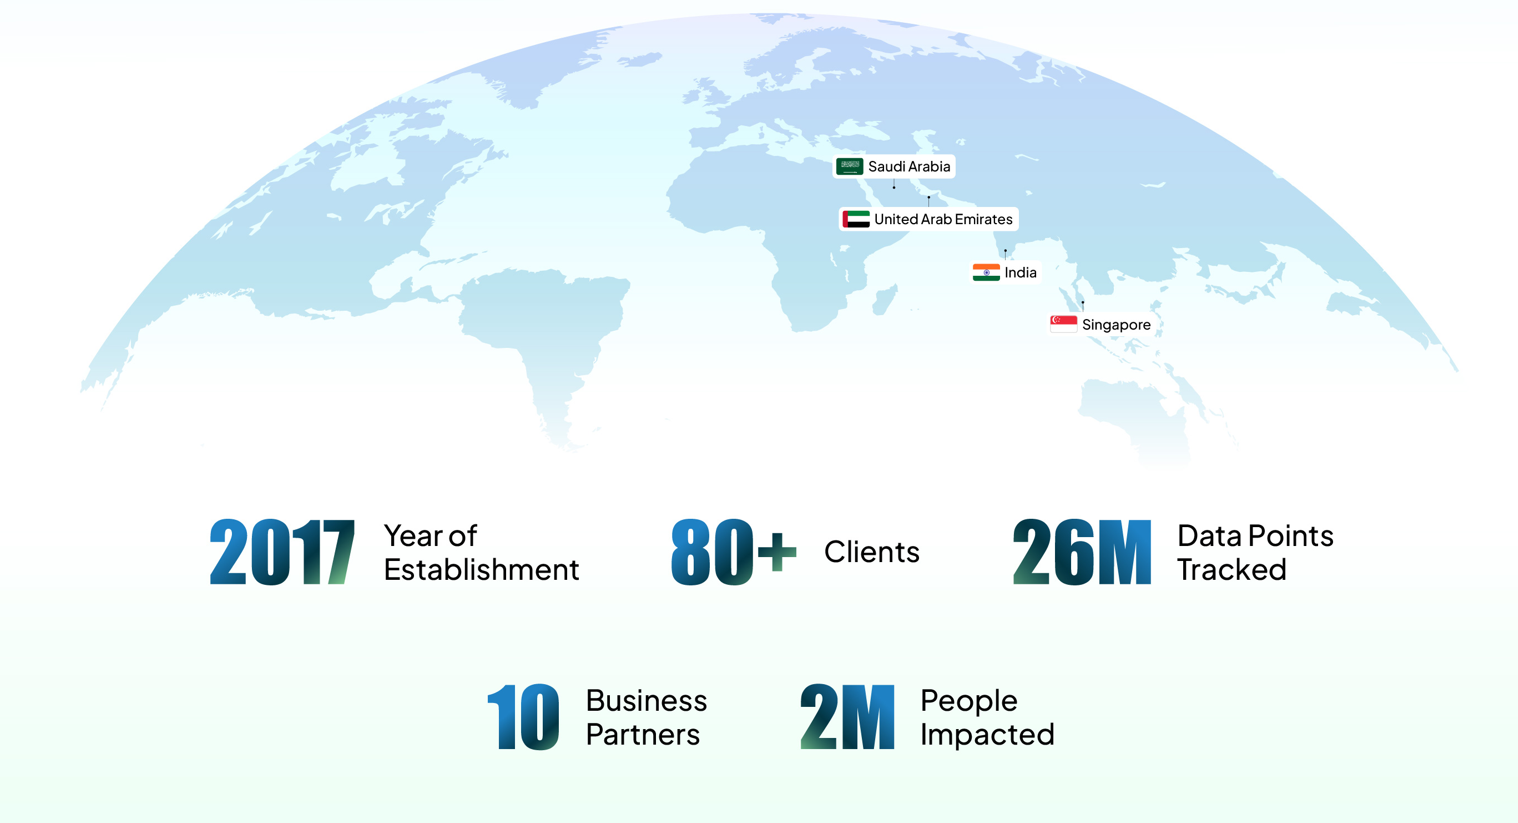 Saudi Arabia
United Arab Emirates
India
Singapore
2017
Year of
Establishment
80+
Clients
26M
Data Points
Tracked
10
Business
Partners
2M
People
Impacted